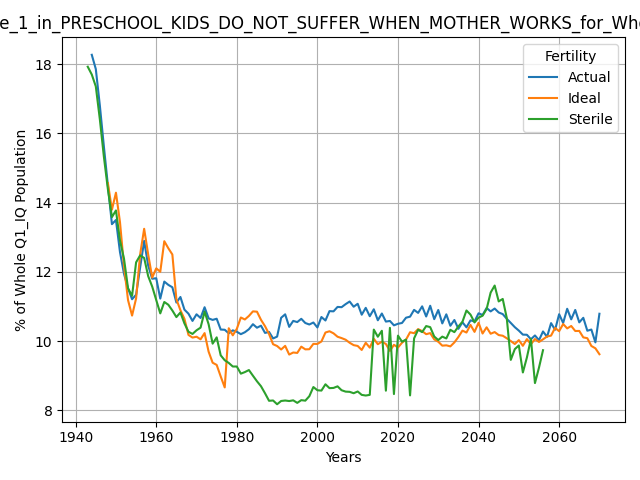 e_1_in_PRESCHOOL_KIDS_DO_NOT_SUFFER_WHEN_MOTHER_WORKS_for_Who
Fertility
Actual
Ideal
Sterile
% of Whole Q1_IQ Population
18
16
14
12
10
8
1940 1960 1980 2000 2020 2040 2060
Years